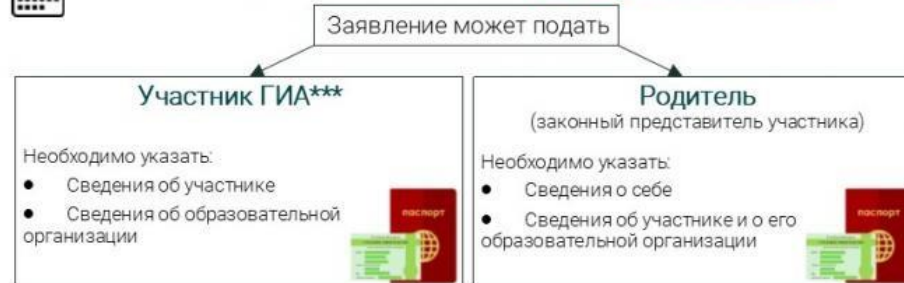 Заявление может подать
Участник ГИА***
Необходимо указать:
● Сведения об участнике
● Сведения об образовательной
организации
паспорт
Родитель
(законный представитель участника)
Необходимо указать:
● Сведения о себе
● Сведения об участнике и о его
образовательной организации
паспорт